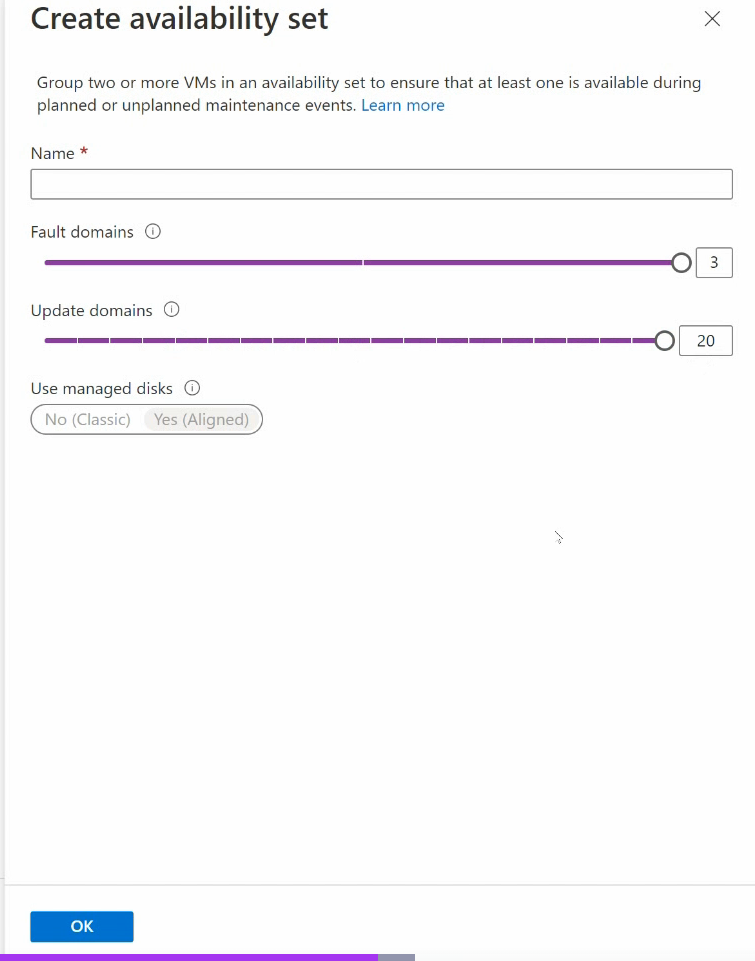 Create availability set
Group two or more VMs in an availability set to ensure that at least one is available during
planned or unplanned maintenance events. Learn more
Name *
Fault domains
3
Update domains
20
Use managed disks
No (Classic) Yes (Aligned)
OK